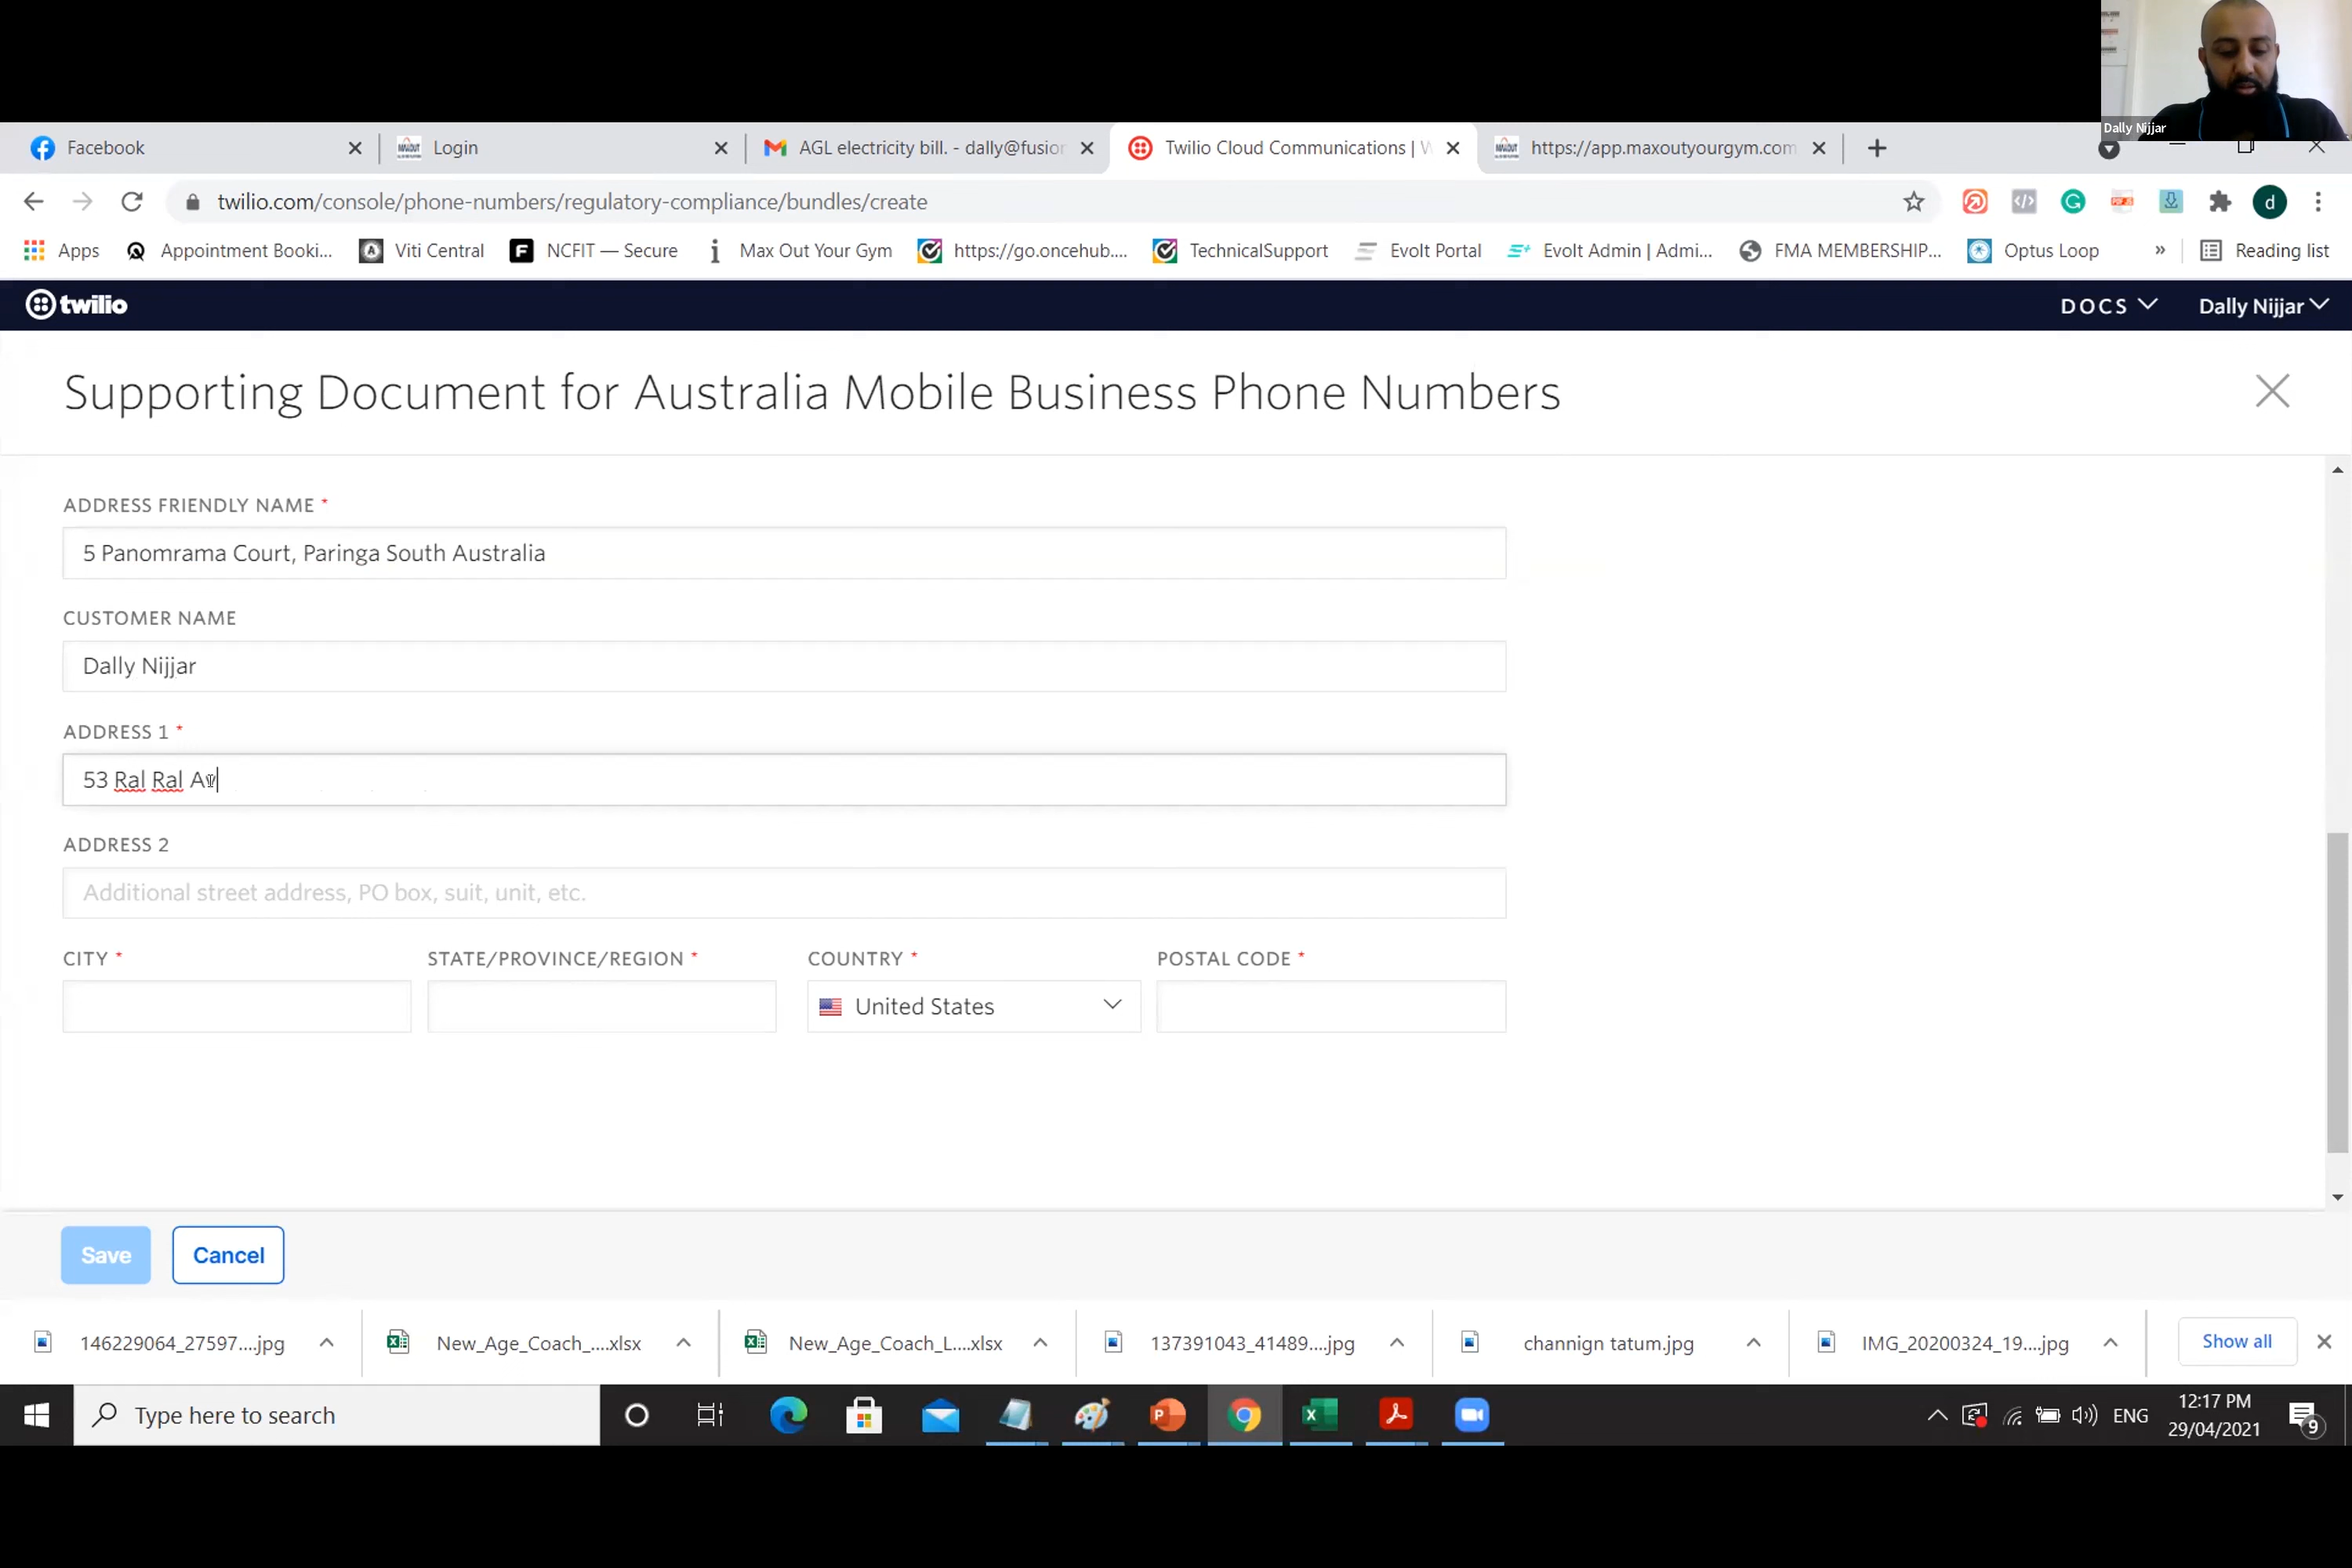 Dally Nijjar
Facebook
Login
AGL electricity bill. - dally@fusion
Twilio Cloud Communications | W
https://app.maxoutyourgym.com
twilio.com/console/phone-numbers/regulatory-compliance/bundles/create
Apps
Appointment Booki...
Viti Central
NCFIT — Secure
Max Out Your Gym
https://go.oncehub....
TechnicalSupport
Evolt Portal
Evolt Admin | Admi...
FMA MEMBERSHIP...
Optus Loop
»
Reading list
twilio
DOCS
Dally Nijjar
Supporting Document for Australia Mobile Business Phone Numbers
ADDRESS FRIENDLY NAME *
5 Panomrama Court, Paringa South Australia
CUSTOMER NAME
Dally Nijjar
ADDRESS 1 *
53 Ral Ral Av
ADDRESS 2
Additional street address, PO box, suit, unit, etc.
CITY *
STATE/PROVINCE/REGION *
COUNTRY *
POSTAL CODE *
United States
Save
Cancel
146229064_27597....jpg
New_Age_Coach_....xlsx
New_Age_Coach_L....xlsx
137391043_41489....jpg
channign tatum.jpg
IMG_20200324_19....jpg
Show all
Type here to search
ENG
12:17 PM
29/04/2021
9